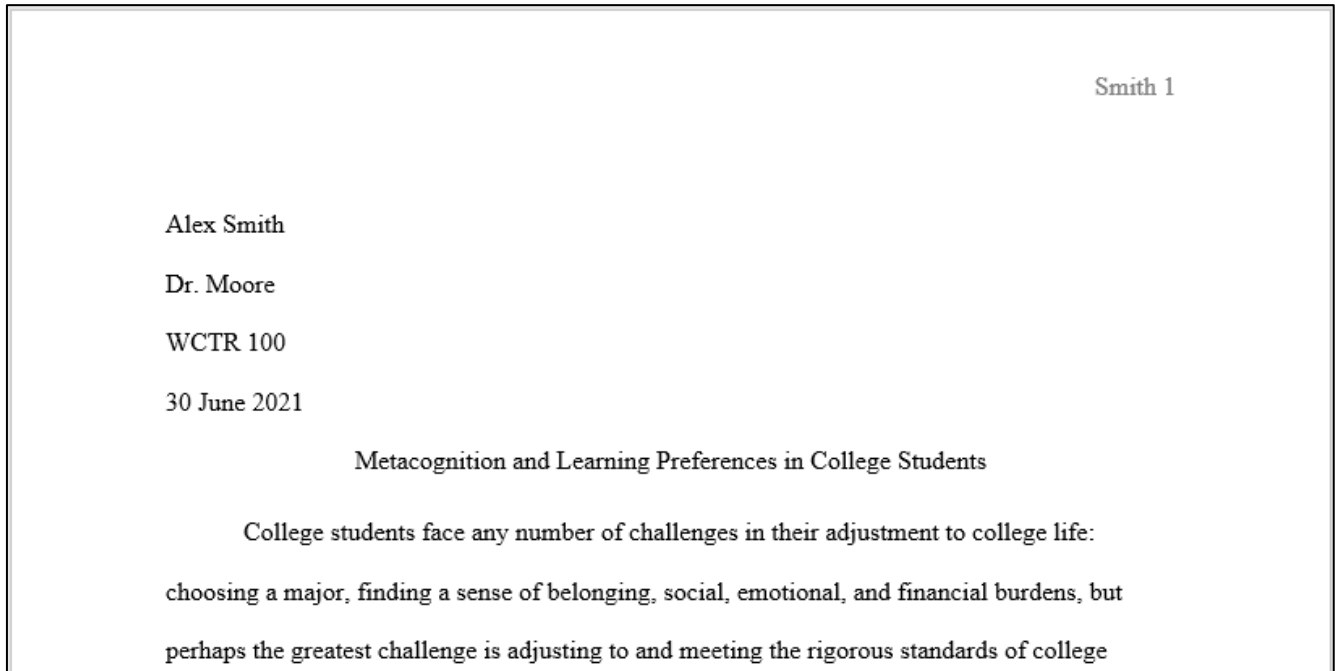 Smith 1
Alex Smith
Dr. Moore
WCTR 100
30 June 2021
Metacognition and Learning Preferences in College Students
College students face any number of challenges in their adjustment to college life:
choosing a major, finding a sense of belonging, social, emotional, and financial burdens, but
perhaps the greatest challenge is adjusting to and meeting the rigorous standards of college